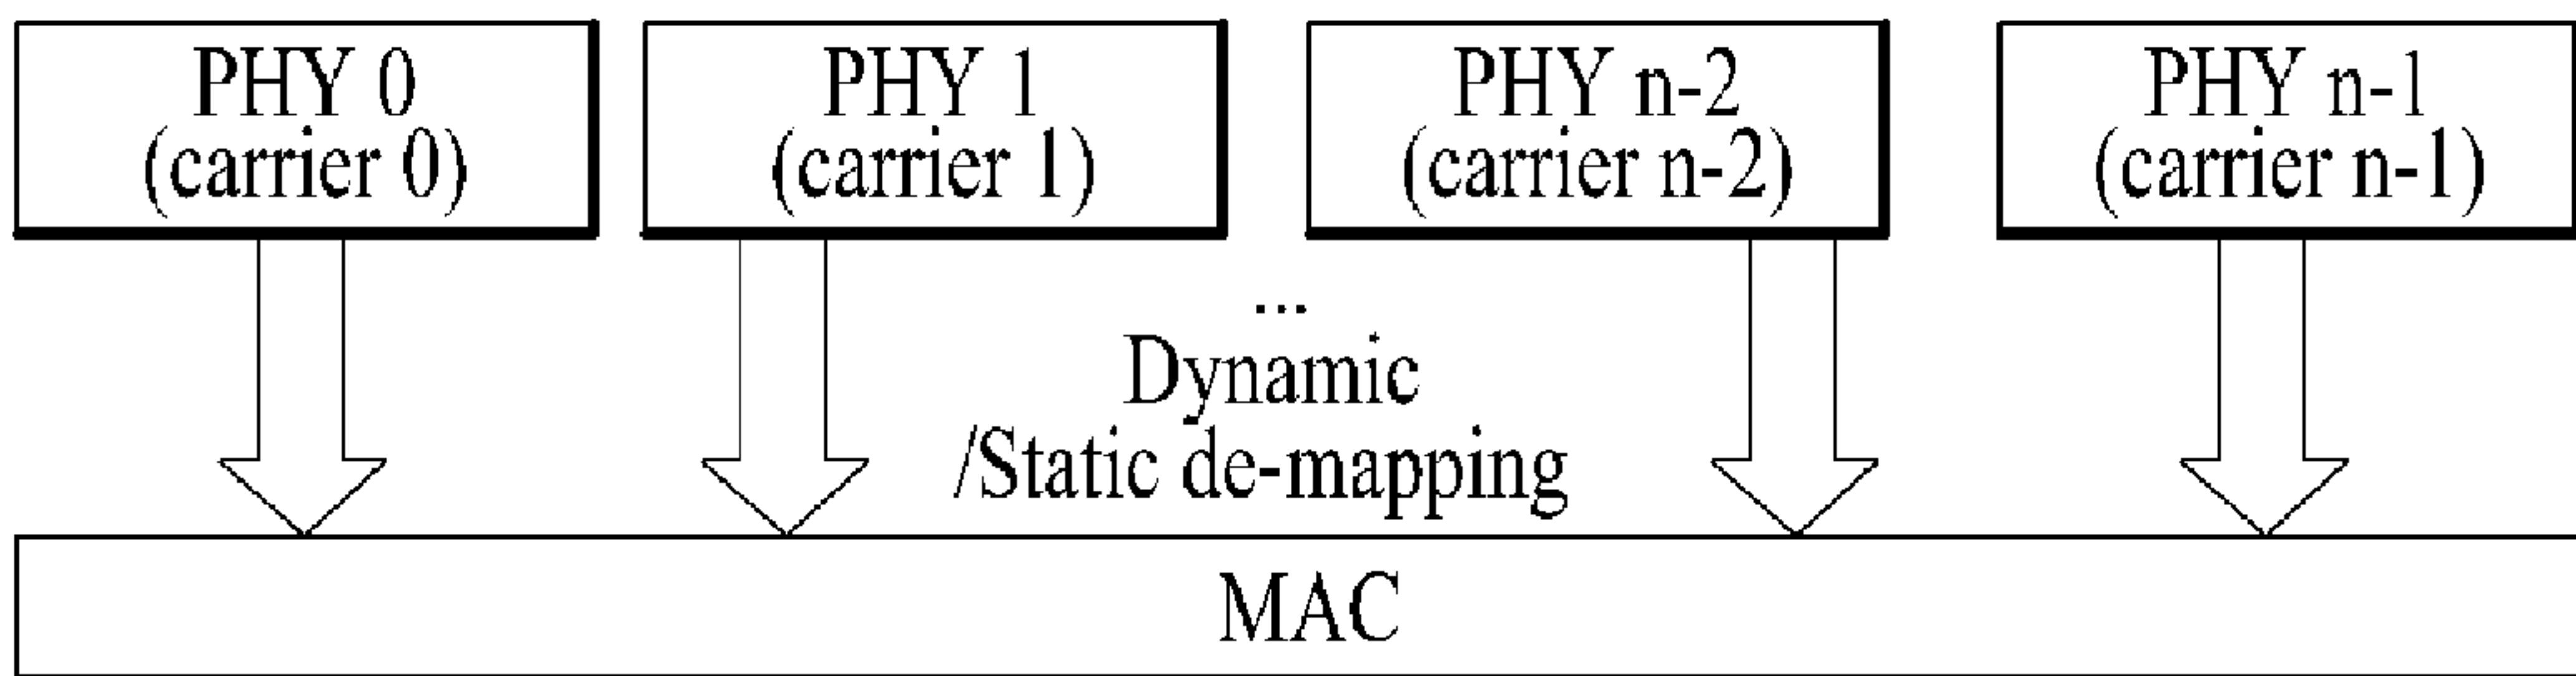 PHY 0
(carrier 0)
PHY 1
(carrier 1)
PHY n-2
(carrier n-2)
PHY n-1
(carrier n-1)
...
Dynamic
/Static de-mapping
MAC